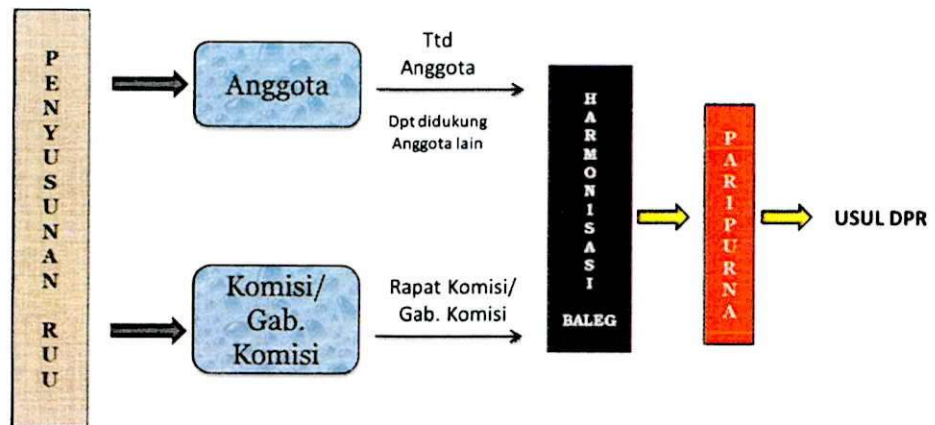 PENYUSUNAN RUU
Anggota
Ttd
Anggota
Dpt didukung
Anggota lain
Komisi/
Gab.
Komisi
Rapat Komisi/
Gab. Komisi
HARMONISASI
BALEG
PARIPURNA
USUL DPR